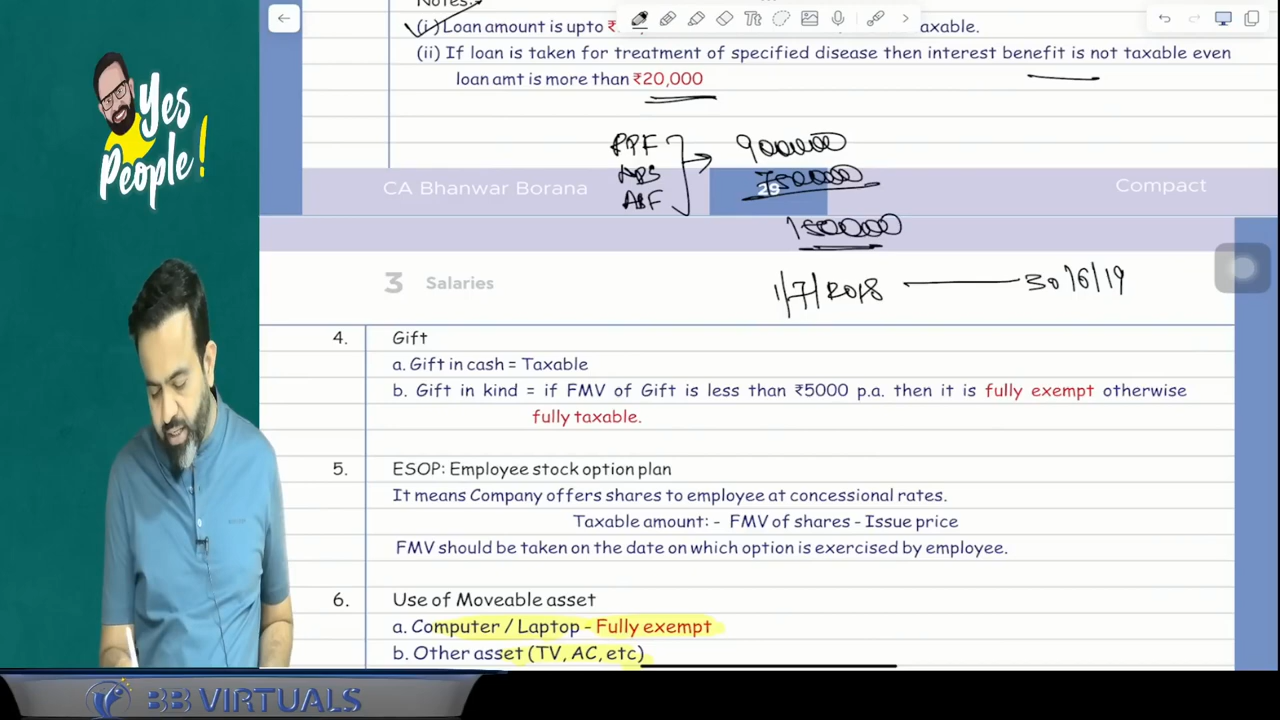 Notes:
(i) Loan amount is upto ₹ axable.
(ii) If loan is taken for treatment of specified disease then interest benefit is not taxable even
loan amt is more than ₹20,000
Yes
People!
PPF
ABF
900000
CA Bhanwar Borana
29
Compact
3 Salaries
1/7/2018 30/6/19
4. Gift
a. Gift in cash = Taxable
b. Gift in kind = if FMV of Gift is less than ₹5000 p.a. then it is fully exempt otherwise
fully taxable.
5. ESOP: Employee stock option plan
It means Company offers shares to employee at concessional rates.
Taxable amount: - FMV of shares - Issue price
FMV should be taken on the date on which option is exercised by employee.
6. Use of Moveable asset
a. Computer / Laptop - Fully exempt
b. Other asset (TV, AC, etc)
BB VIRTUALS